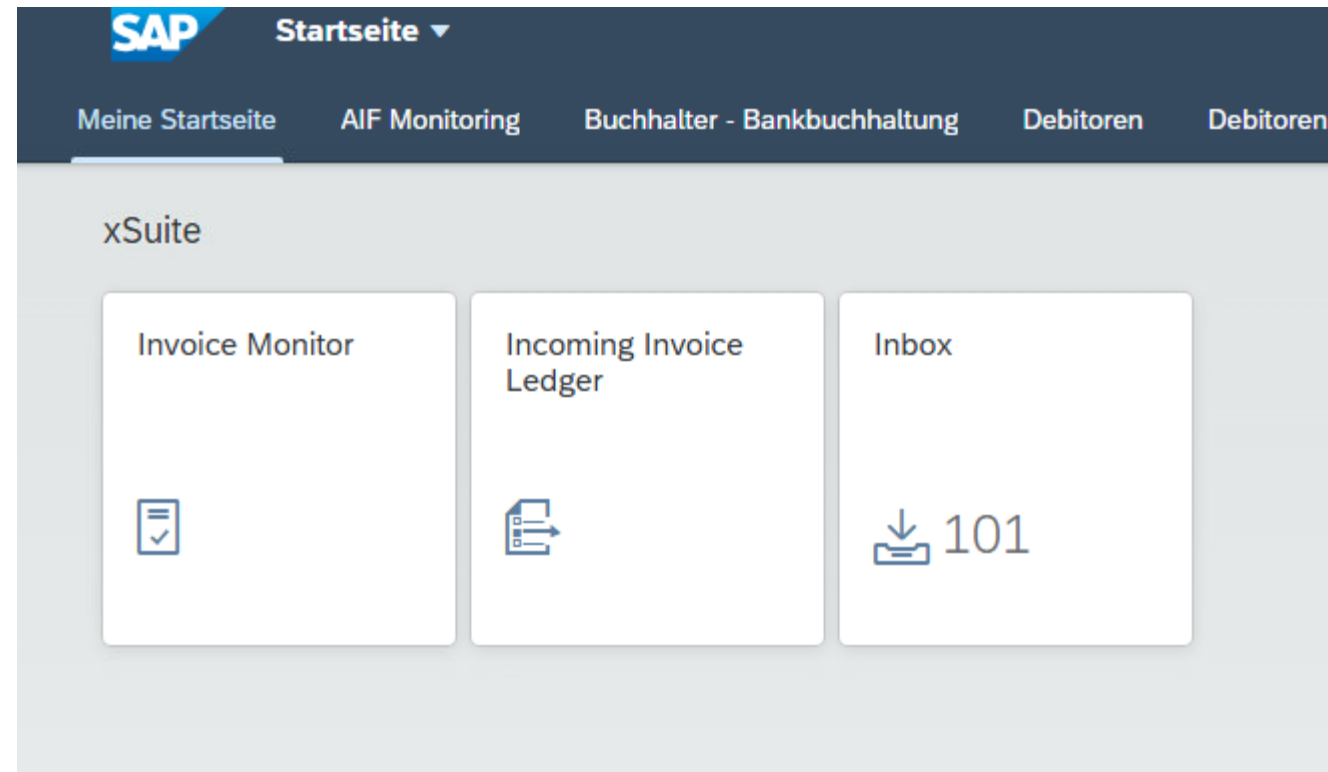 SAP Startseite
Meine Startseite AIF Monitoring Buchhalter - Bankbuchhaltung Debitoren Debitoren
xSuite
Invoice Monitor
Incoming Invoice
Ledger
Inbox
101